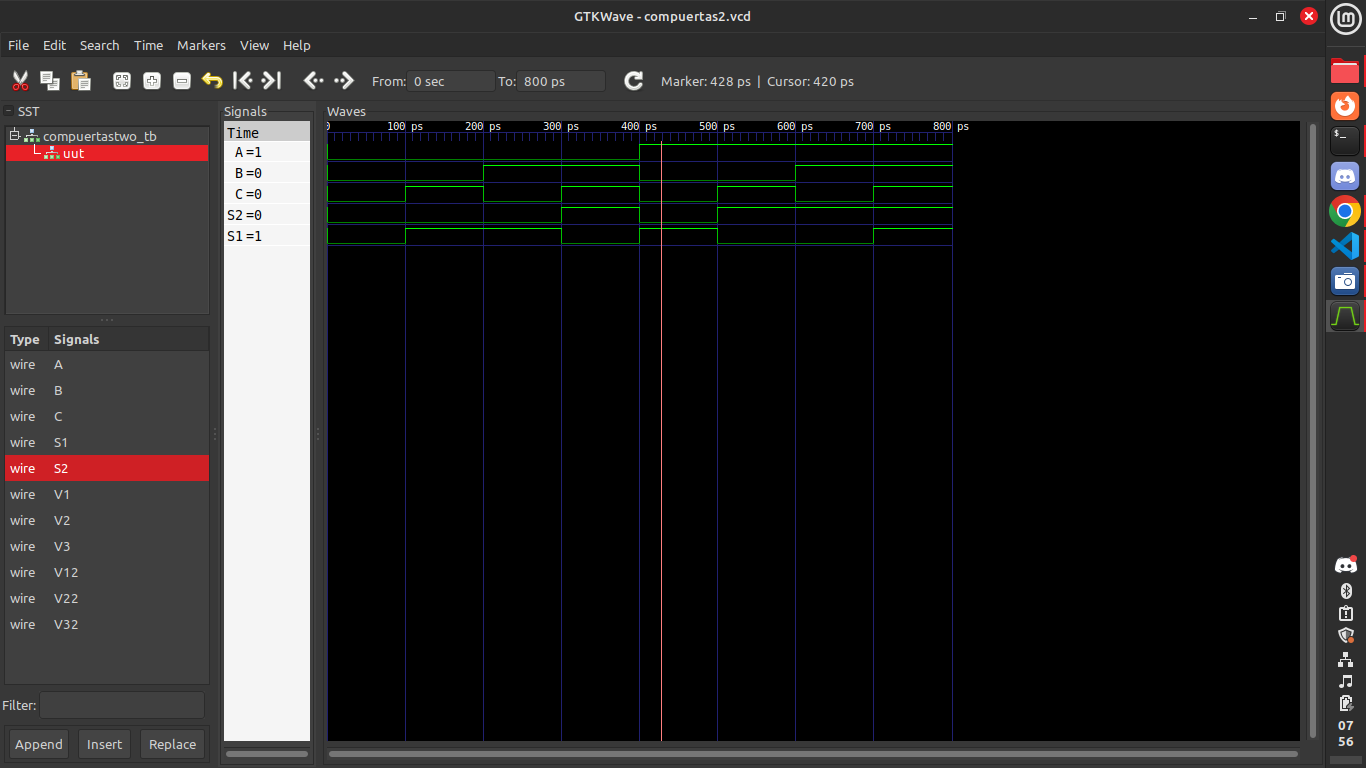 GTKWave - compuertas2.vcd
File Edit Search Time Markers View Help
From: 0 sec To: 800 ps Marker: 428 ps | Cursor: 420 ps
SST
compuertastwo_tb
uut
Type Signals
wire A
wire B
wire C
wire S1
wire S2
wire V1
wire V2
wire V3
wire V12
wire V22
wire V32
Filter:
Append Insert Replace
Signals
Time
A=1
B=0
C=0
S2=0
S1=1
Waves
0 100 ps 200 ps 300 ps 400 ps 500 ps 600 ps 700 ps 800 ps
07
56